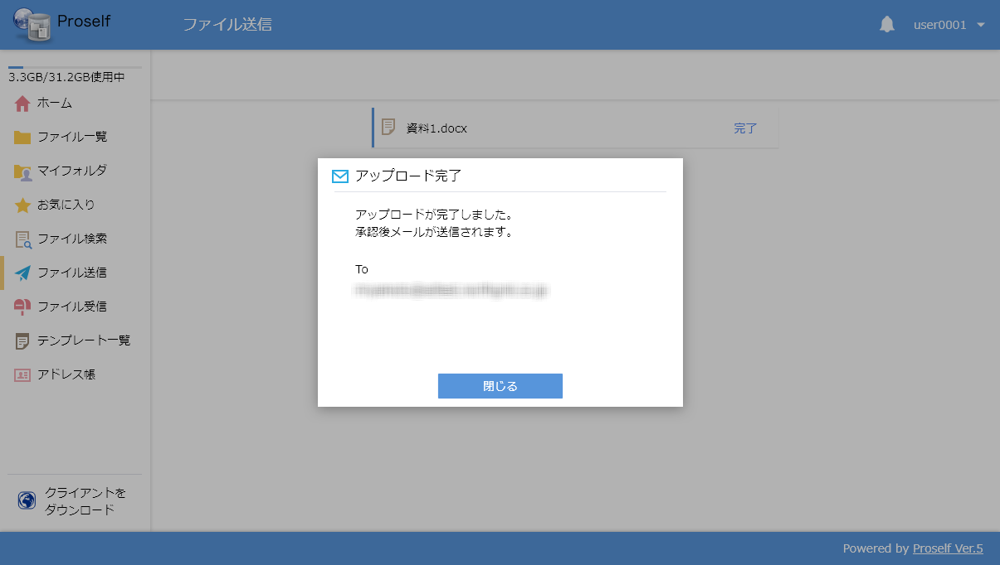 Proself
ファイル送信
user0001
3.3GB/31.2GB使用中
ホーム
ファイル一覧
マイフォルダ
お気に入り
ファイル検索
ファイル送信
ファイル受信
テンプレート一覧
アドレス帳
クライアントを
ダウンロード
資料1.docx
完了
アップロード完了
アップロードが完了しました。
承認後メールが送信されます。
To
閉じる
Powered by Proself Ver.5